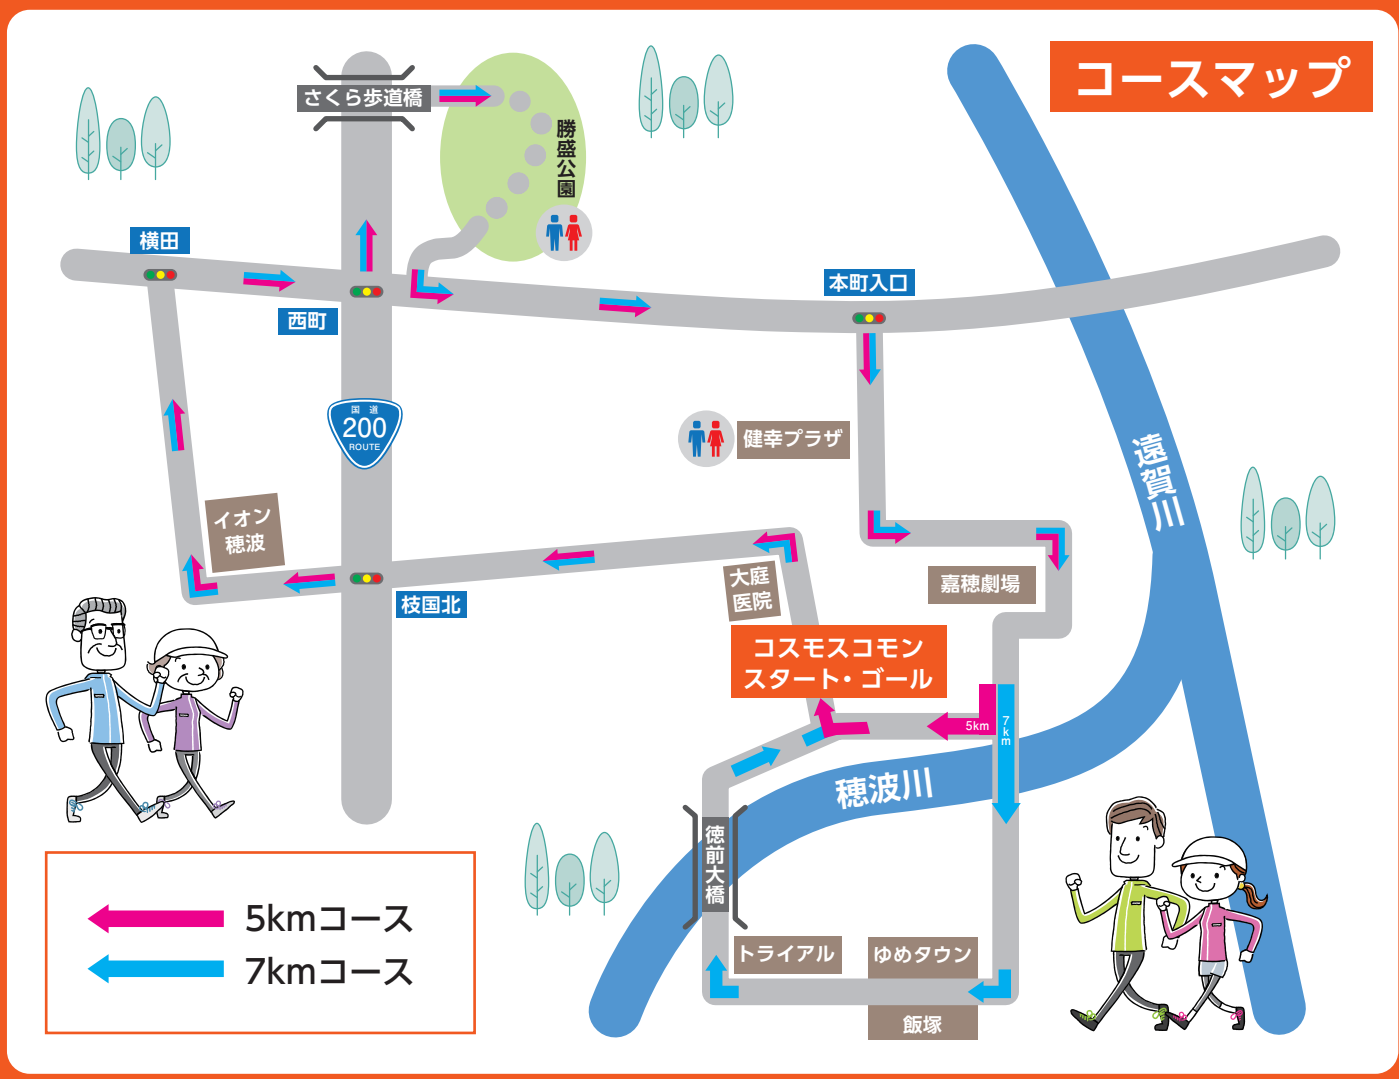 コースマップ
さくら歩道橋
勝盛公園
横田
西町
本町入口
国道
200
ROUTE
健幸プラザ
遠賀川
イオン
穂波
枝国北
大庭
医院
嘉穂劇場
コスモスコモン
スタート・ゴール
5km
7km
穂波川
徳前大橋
トライアル
ゆめタウン
飯塚
5kmコース
7kmコース